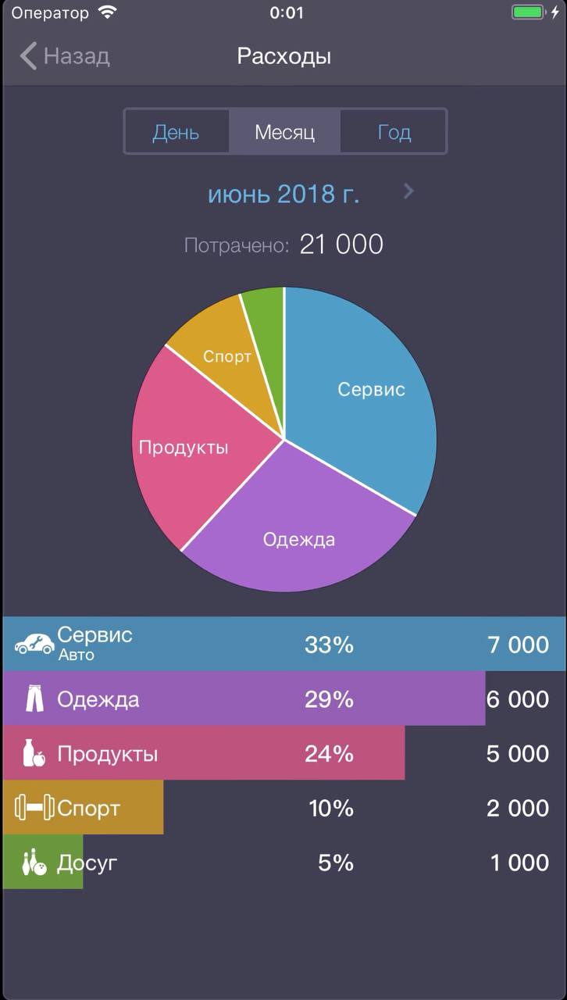 Оператор 0:01
Назад Расходы
День Месяц Год
июнь 2018 г.
Потрачено: 21 000
Спорт
Сервис
Продукты
Одежда
Сервис 33% 7 000
Авто
Одежда 29% 6 000
Продукты 24% 5 000
Спорт 10% 2 000
Досуг 5% 1 000